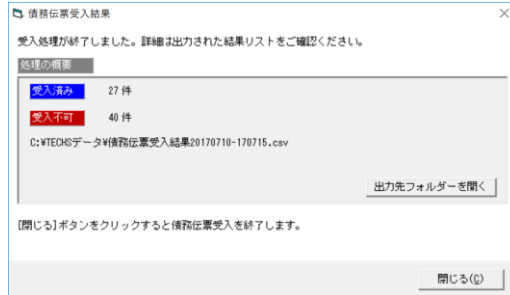 債務伝票受入結果
受入処理が終了しました。詳細は出力された結果リストをご確認ください。
処理の概要
受入済み 27 件
受入不可 40 件
C:¥TECHSデータ¥債務伝票受入結果20170710-170715.csv
出力先フォルダーを開く
[閉じる]ボタンをクリックすると債務伝票受入を終了します。
閉じる(C)